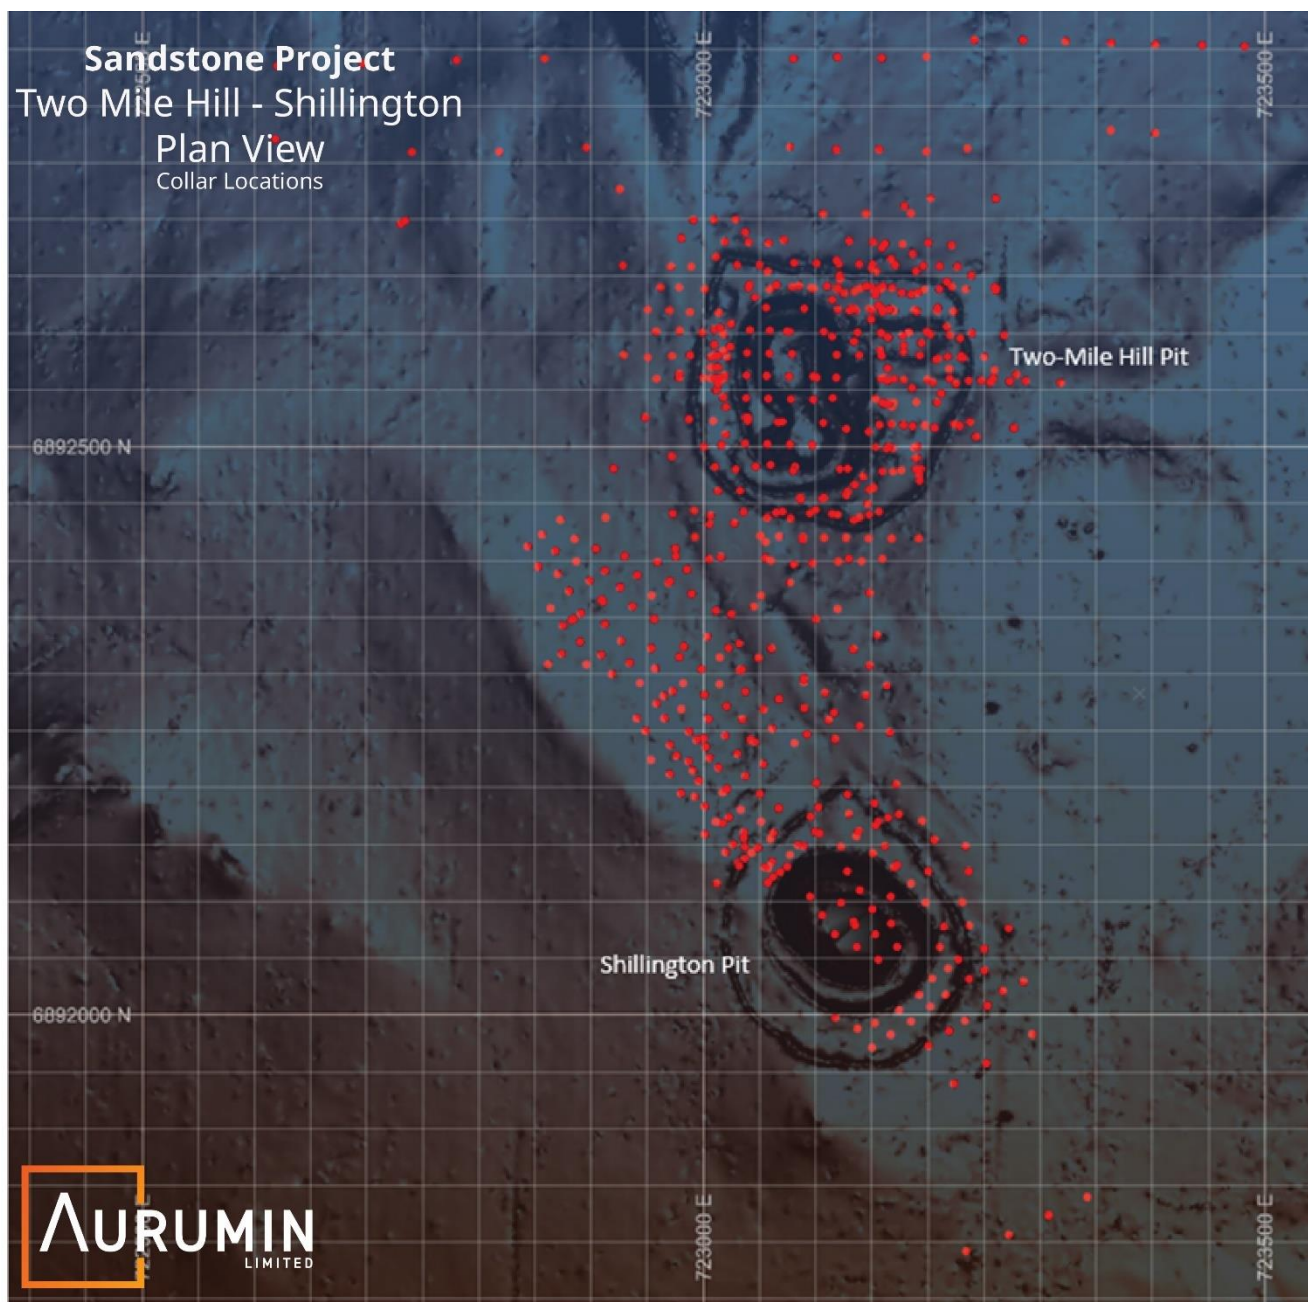 Sandstone Project
Two Mile Hill - Shillington
Plan View
Collar Locations
723000 E
723500 E
Two-Mile Hill Pit
6892500 N
Shillington Pit
6892000 N
AURUMIN
LIMITED
723000 E
723500 E